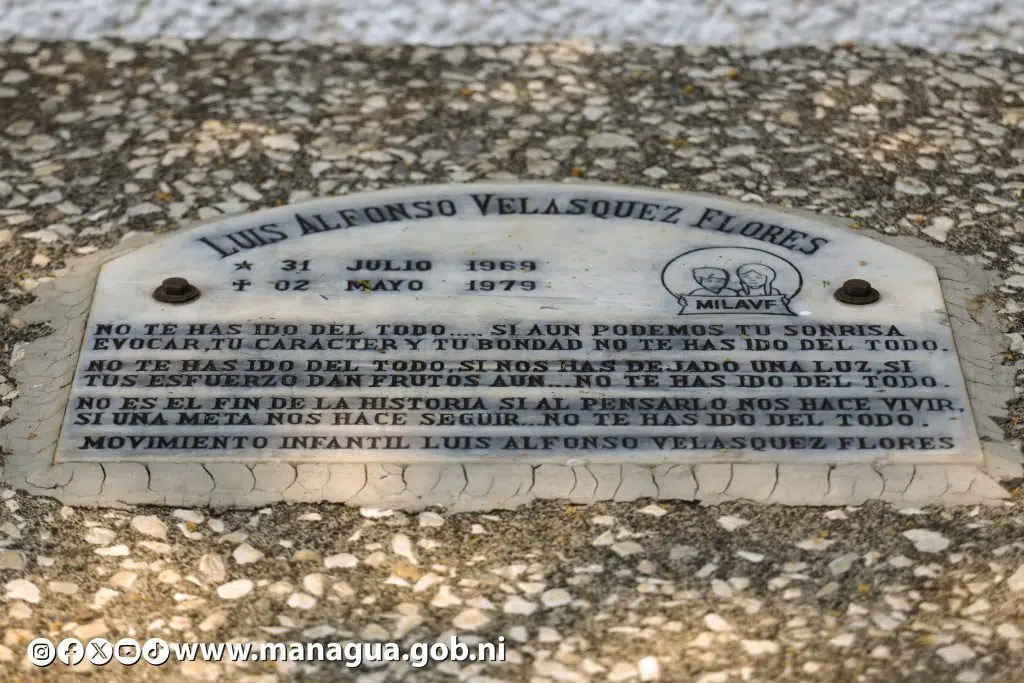 LUIS ALFONSO VELASQUEZ FLORES
★ 31 JULIO 1969
✝ 02 MAYO 1979
MILAVF
NO TE HAS IDO DEL TODO.....SI AUN PODEMOS TU SONRISA
EVOCAR,TU CARACTER Y TU BONDAD NO TE HAS IDO DEL TODO.
NO TE HAS IDO DEL TODO,SI NOS HAS DEJADO UNA LUZ,SI
TUS ESFUERZO DAN FRUTOS AUN...NO TE HAS IDO DEL TODO.
NO ES EL FIN DE LA HISTORIA SI AL PENSARLO NOS HACE VIVIR,
SI UNA META NOS HACE SEGUIR...NO TE HAS IDO DEL TODO.
MOVIMIENTO INFANTIL LUIS ALFONSO VELASQUEZ FLORES
www.managua.gob.ni